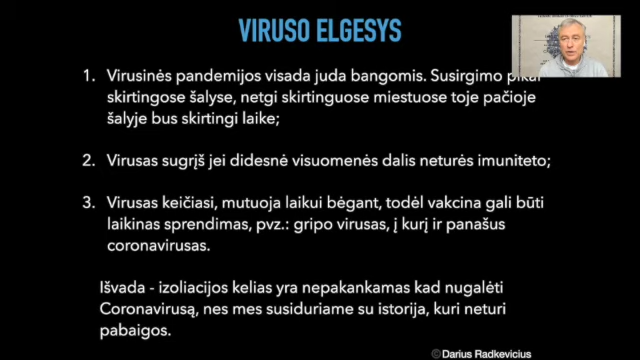 VIRUSO ELGESYS
1. Virusinės pandemijos visada juda bangomis. Susirgimo
skirtingose šalyse, netgi skirtinguose miestuose toje pačioje
šalyje bus skirtingi laike;
2. Virusas sugrįš jei didesnė visuomenės dalis neturės imuniteto;
3. Virusas keičiasi, mutuoja laikui bėgant, todėl vakcina gali būti
laikinas sprendimas, pvz.: gripo virusas, į kurį ir panašus
coronavirusas.
Išvada - izoliacijos kelias yra nepakankamas kad nugalėti
Coronavirusą, nes mes susiduriame su istorija, kuri neturi
pabaigos.
©Darius Radkevicius